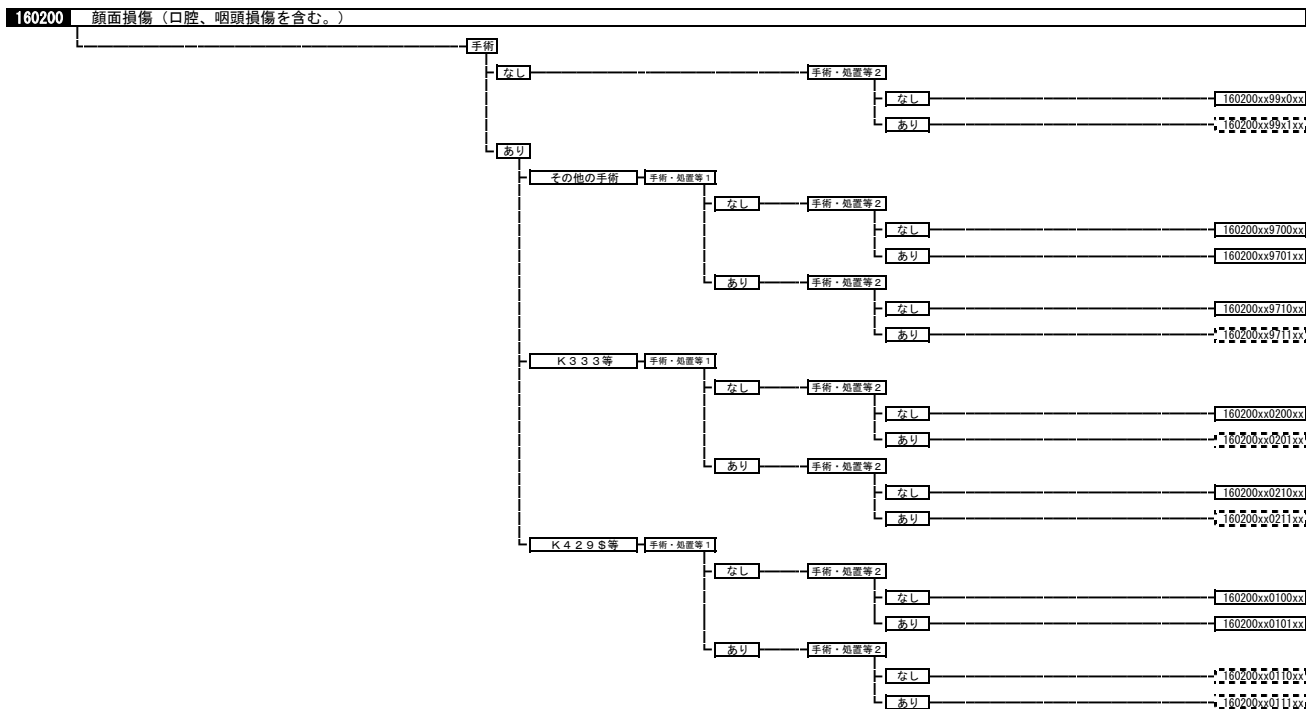 160200 顔面損傷（口腔、咽頭損傷を含む。）
手術
なし 手術・処置等２
なし 160200xx99x0xx
あり 160200xx99x1xx
あり
その他の手術 手術・処置等１
なし 手術・処置等２
なし 160200xx9700xx
あり 160200xx9701xx
あり 手術・処置等２
なし 160200xx9710xx
あり 160200xx9711xx
Ｋ３３３等 手術・処置等１
なし 手術・処置等２
なし 160200xx0200xx
あり 160200xx0201xx
あり 手術・処置等２
なし 160200xx0210xx
あり 160200xx0211xx
Ｋ４２９＄等 手術・処置等１
なし 手術・処置等２
なし 160200xx0100xx
あり 160200xx0101xx
あり 手術・処置等２
なし 160200xx0110xx
あり 160200xx0111xx